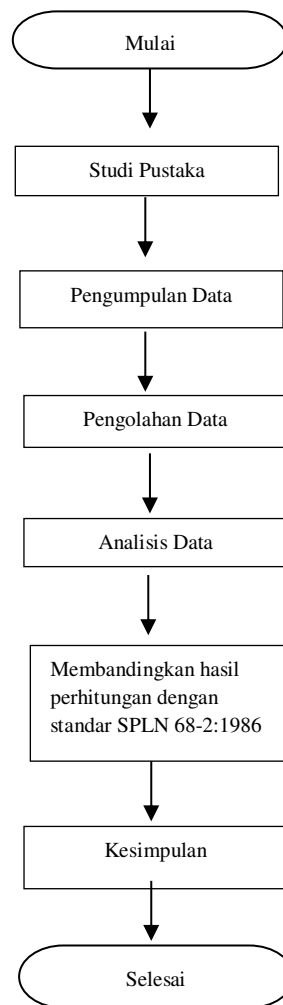 Mulai
Studi Pustaka
Pengumpulan Data
Pengolahan Data
Analisis Data
Membandingkan hasil
perhitungan dengan
standar SPLN 68-2:1986
Kesimpulan
Selesai